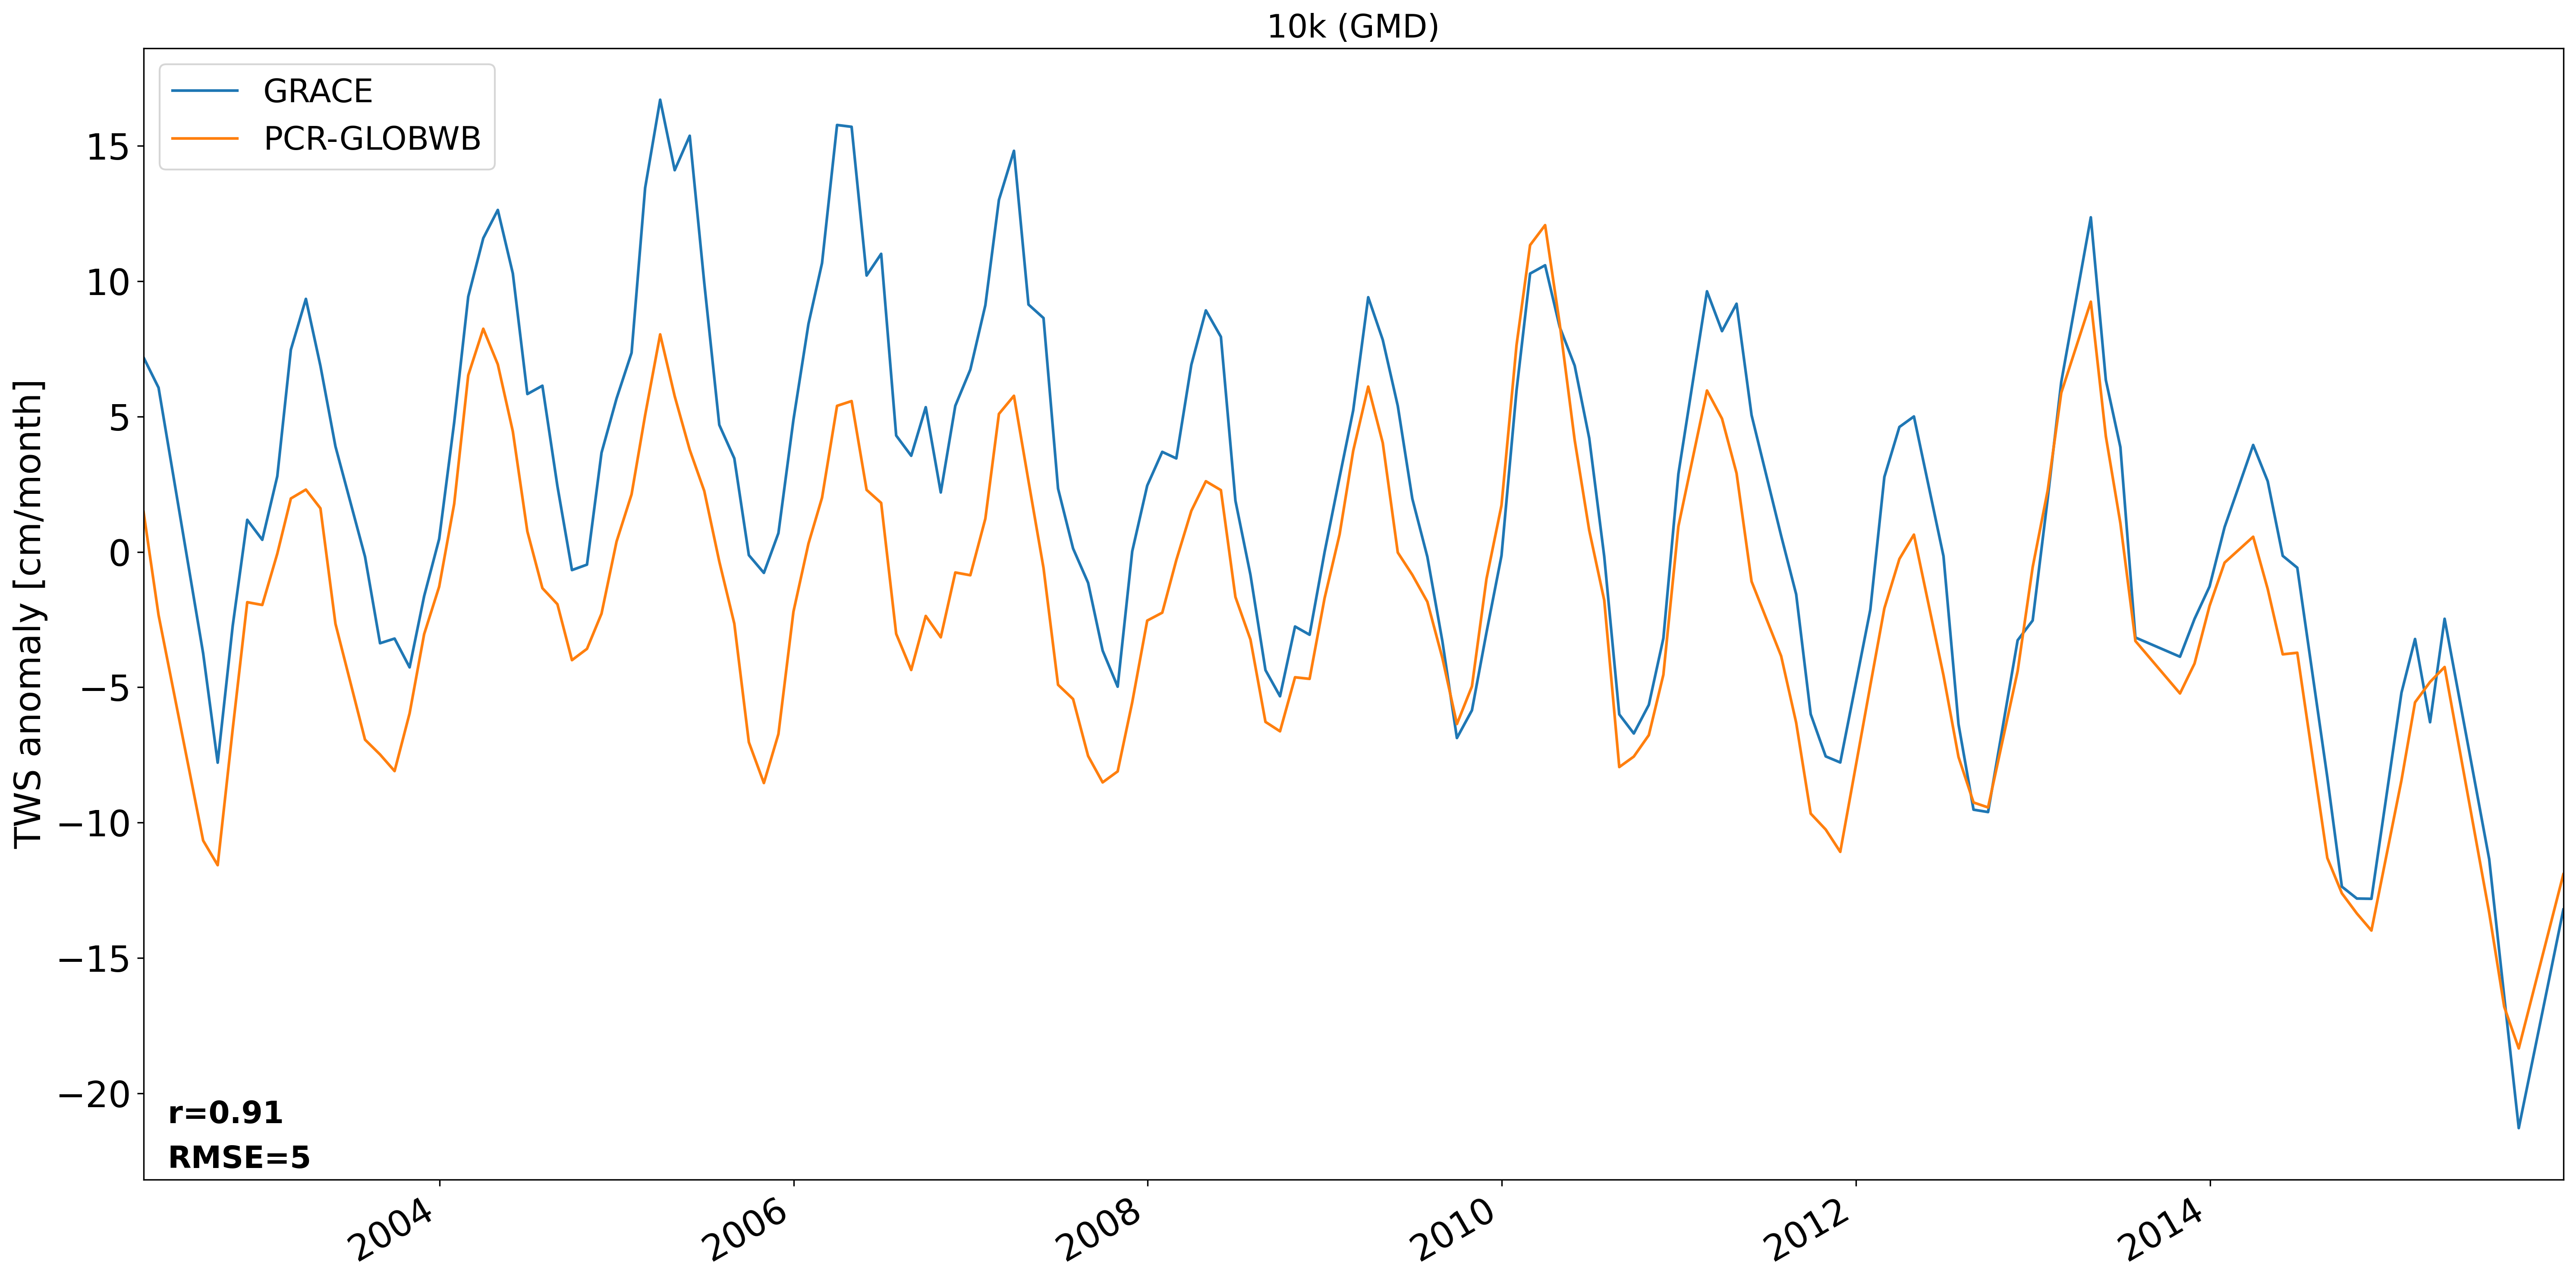 10k (GMD)
GRACE
PCR-GLOBWB
TWS anomaly [cm/month]
15
10
5
0
−5
−10
−15
−20
r=0.91
RMSE=5
2004
2006
2008
2010
2012
2014